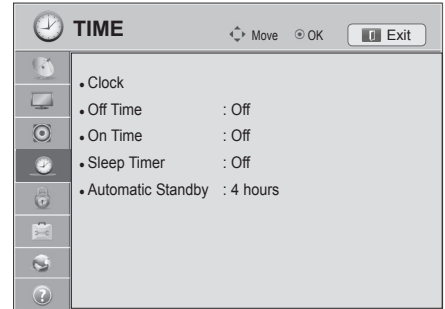 TIME Move OK Exit
• Clock
• Off Time : Off
• On Time : Off
• Sleep Timer : Off
• Automatic Standby : 4 hours
?